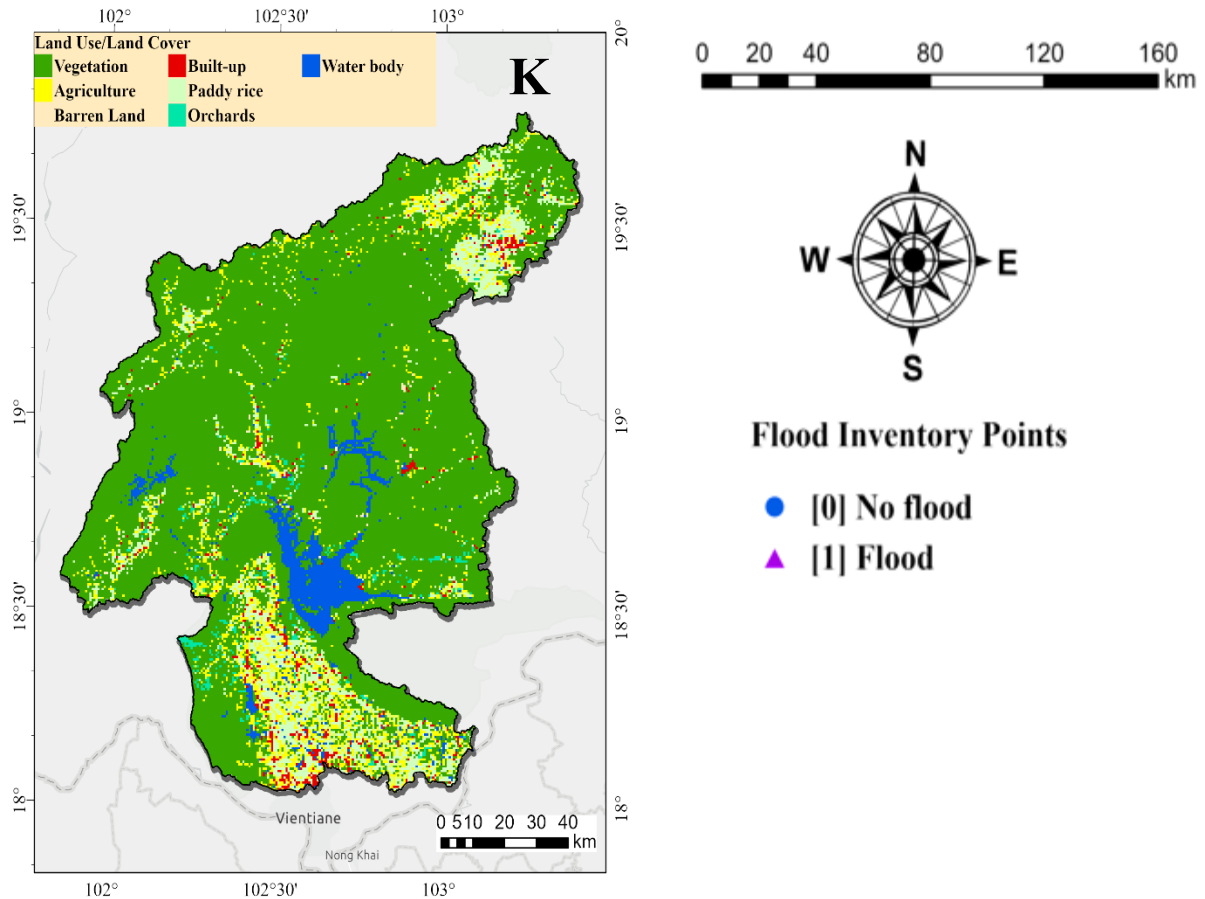 102° 102°30' 103°
20°
Land Use/Land Cover
Vegetation Built-up Water body
Agriculture Paddy rice
Barren Land Orchards
K
19°30' 19°30'
19° 19°
18°30' 18°30'
18° 18°
Vientiane
Nong Khai
0 5 10 20 30 40
km
102° 102°30' 103°
0 20 40 80 120 160
km
N
W E
S
Flood Inventory Points
[0] No flood
[1] Flood